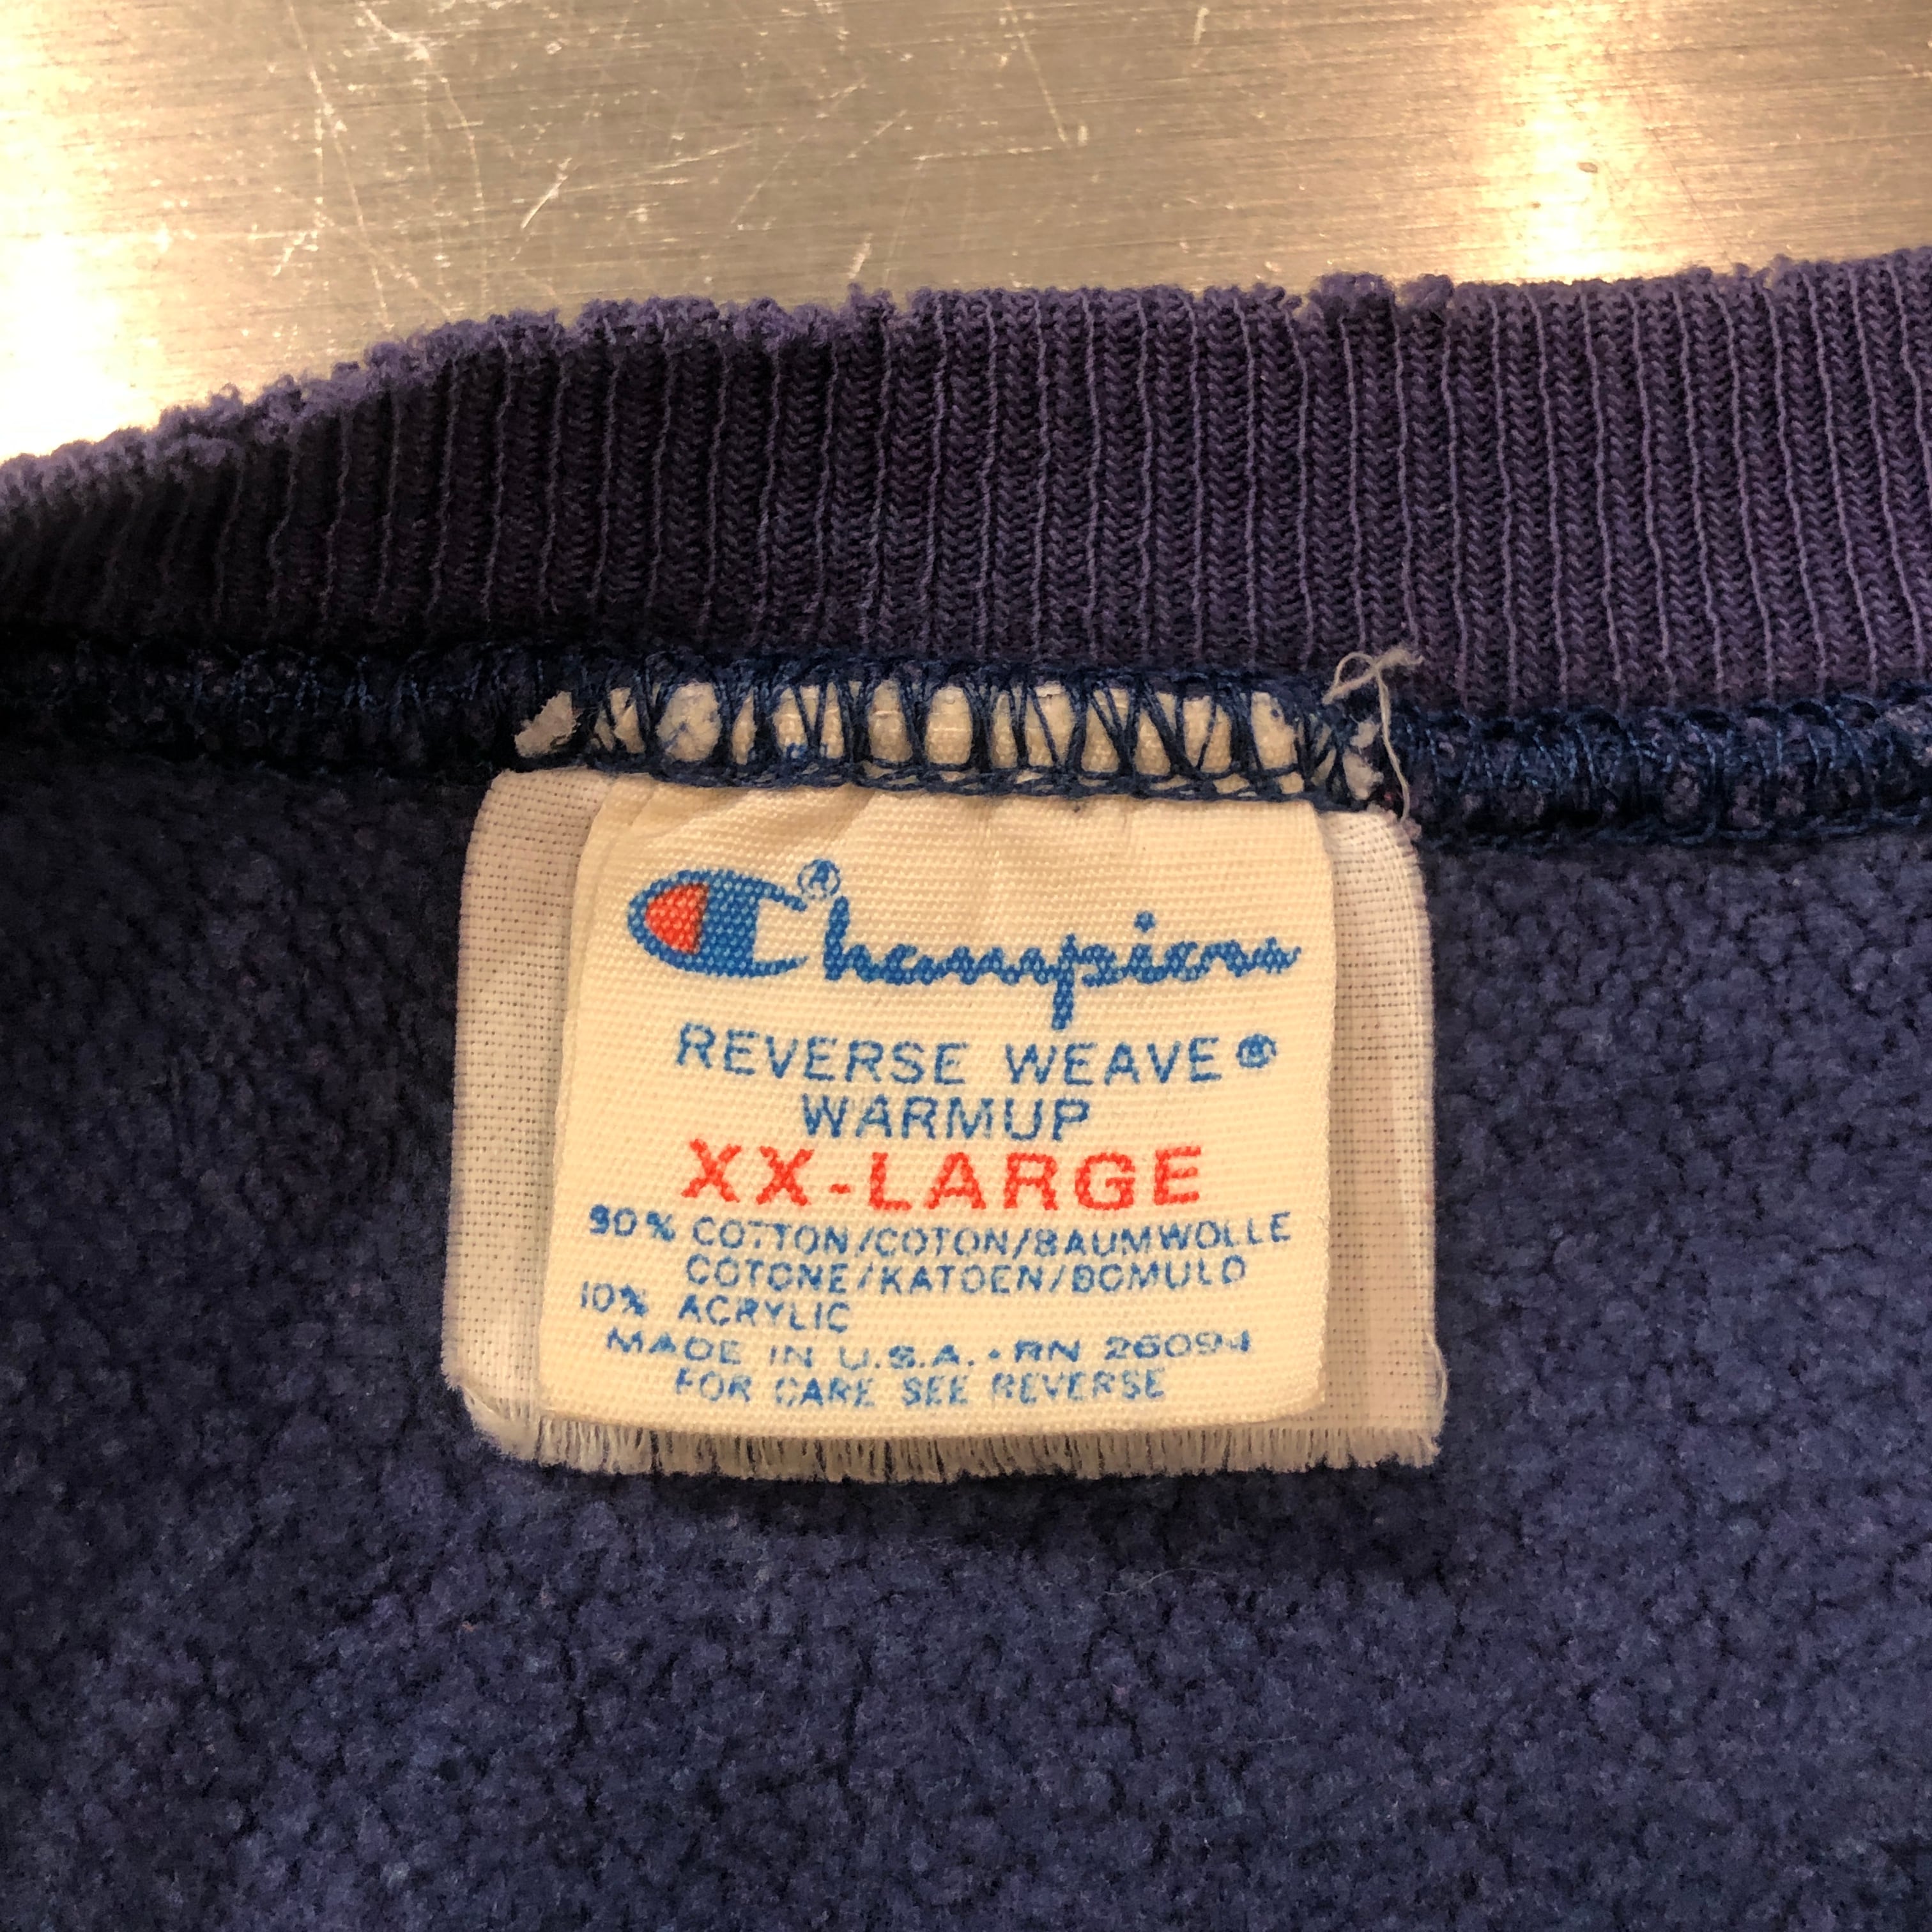 Champion®
REVERSE WEAVE®
WARMUP
XX-LARGE
90% COTTON/COTON/BAUMWOLLE
COTONE/KATOEN/BOMULD
10% ACRYLIC
MADE IN U.S.A. • RN 26094
FOR CARE SEE REVERSE